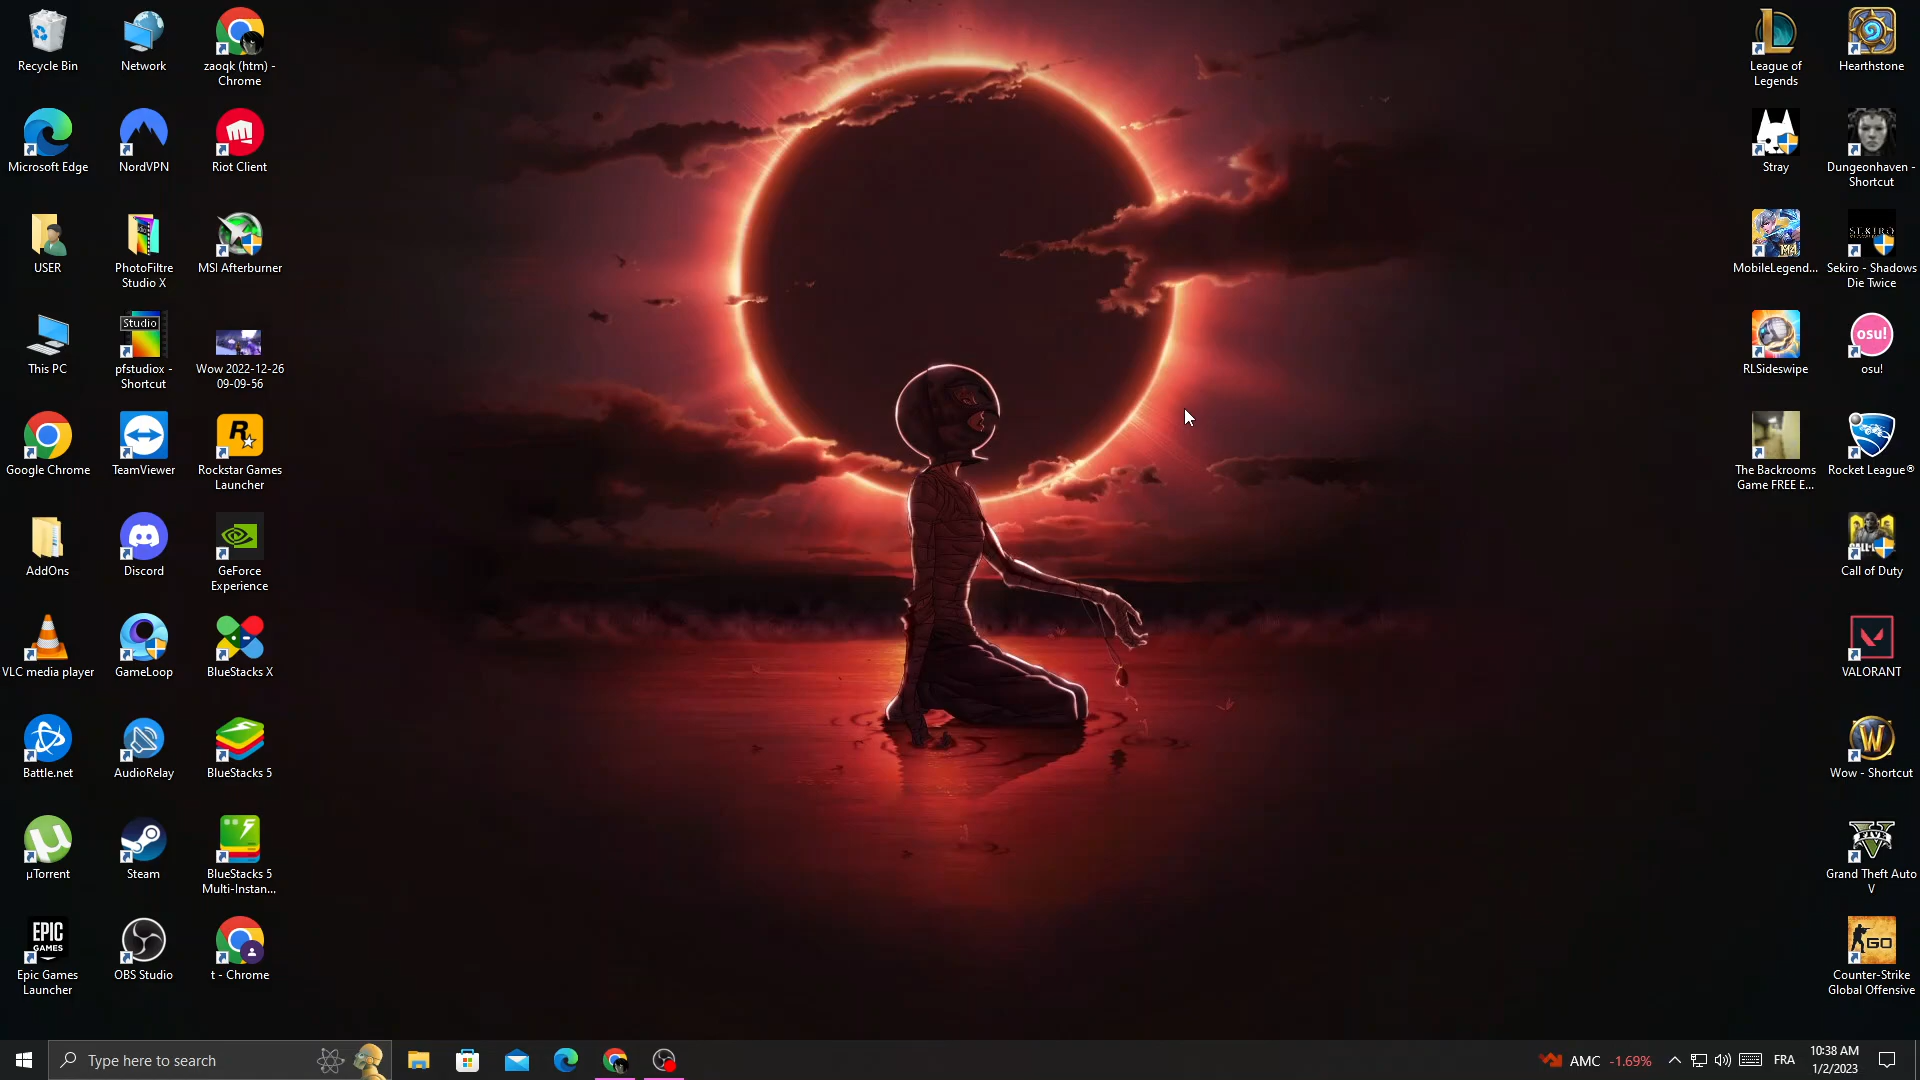 Recycle Bin
Network
zaoqk (htm) -
Chrome
Microsoft Edge
NordVPN
Riot Client
USER
PhotoFiltre
Studio X
MSI Afterburner
This PC
Studio
pfstudiox -
Shortcut
Wow 2022-12-26
09-09-56
Google Chrome
TeamViewer
Rockstar Games
Launcher
AddOns
Discord
GeForce
Experience
VLC media player
GameLoop
BlueStacks X
Battle.net
AudioRelay
BlueStacks 5
µTorrent
Steam
BlueStacks 5
Multi-Instan...
EPIC
GAMES
Epic Games
Launcher
OBS Studio
t - Chrome
League of
Legends
Hearthstone
Stray
Dungeonhaven -
Shortcut
MobileLegend...
SEKIRO
Sekiro - Shadows
Die Twice
RLSideswipe
osu!
osu!
The Backrooms
Game FREE E...
Rocket League®
Call of Duty
VALORANT
Wow - Shortcut
FIVE
Grand Theft Auto
V
GO
Counter-Strike
Global Offensive
Type here to search
AMC -1.69%
FRA
10:38 AM
1/2/2023